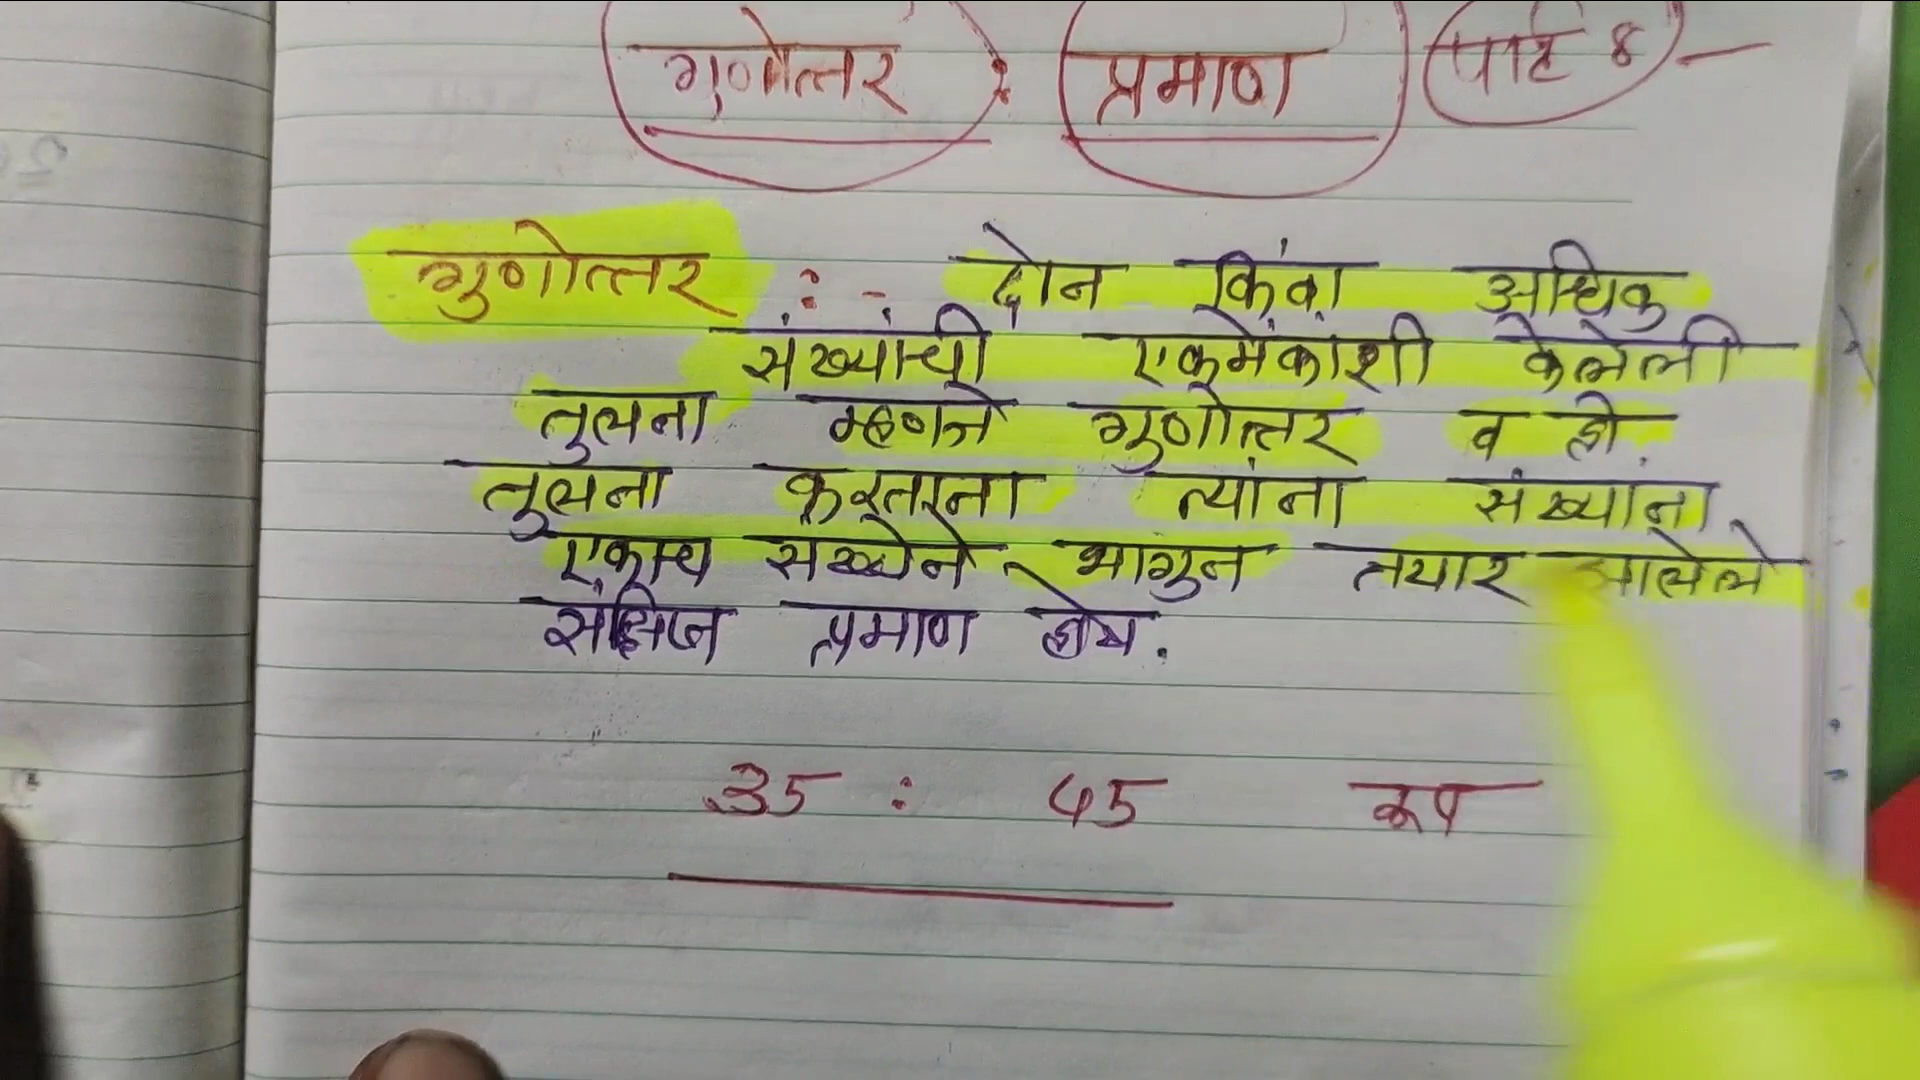 गुणोत्तर : प्रमाण पार्ट 8 –
गुणोत्तर : - दोन किंवा अधिक
संख्यांची एकमेंकांशी केलेली
तुलना म्हणजे गुणोत्तर व ही
तुलना करताना त्यांना संख्यांना
एकाच संख्येने भागुन तयार झालेले
संक्षिप्त प्रमाण होय.
35 : 45 रूप